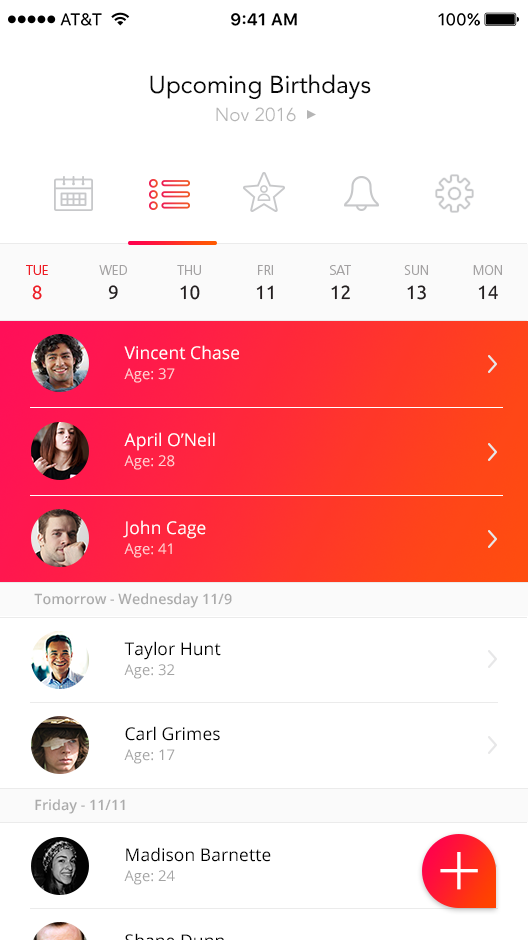 AT&T 9:41 AM 100%
Upcoming Birthdays
Nov 2016
TUE WED THU FRI SAT SUN MON
8 9 10 11 12 13 14
Vincent Chase
Age: 37
April O’Neil
Age: 28
John Cage
Age: 41
Tomorrow - Wednesday 11/9
Taylor Hunt
Age: 32
Carl Grimes
Age: 17
Friday - 11/11
Madison Barnette
Age: 24
Shane Dunn